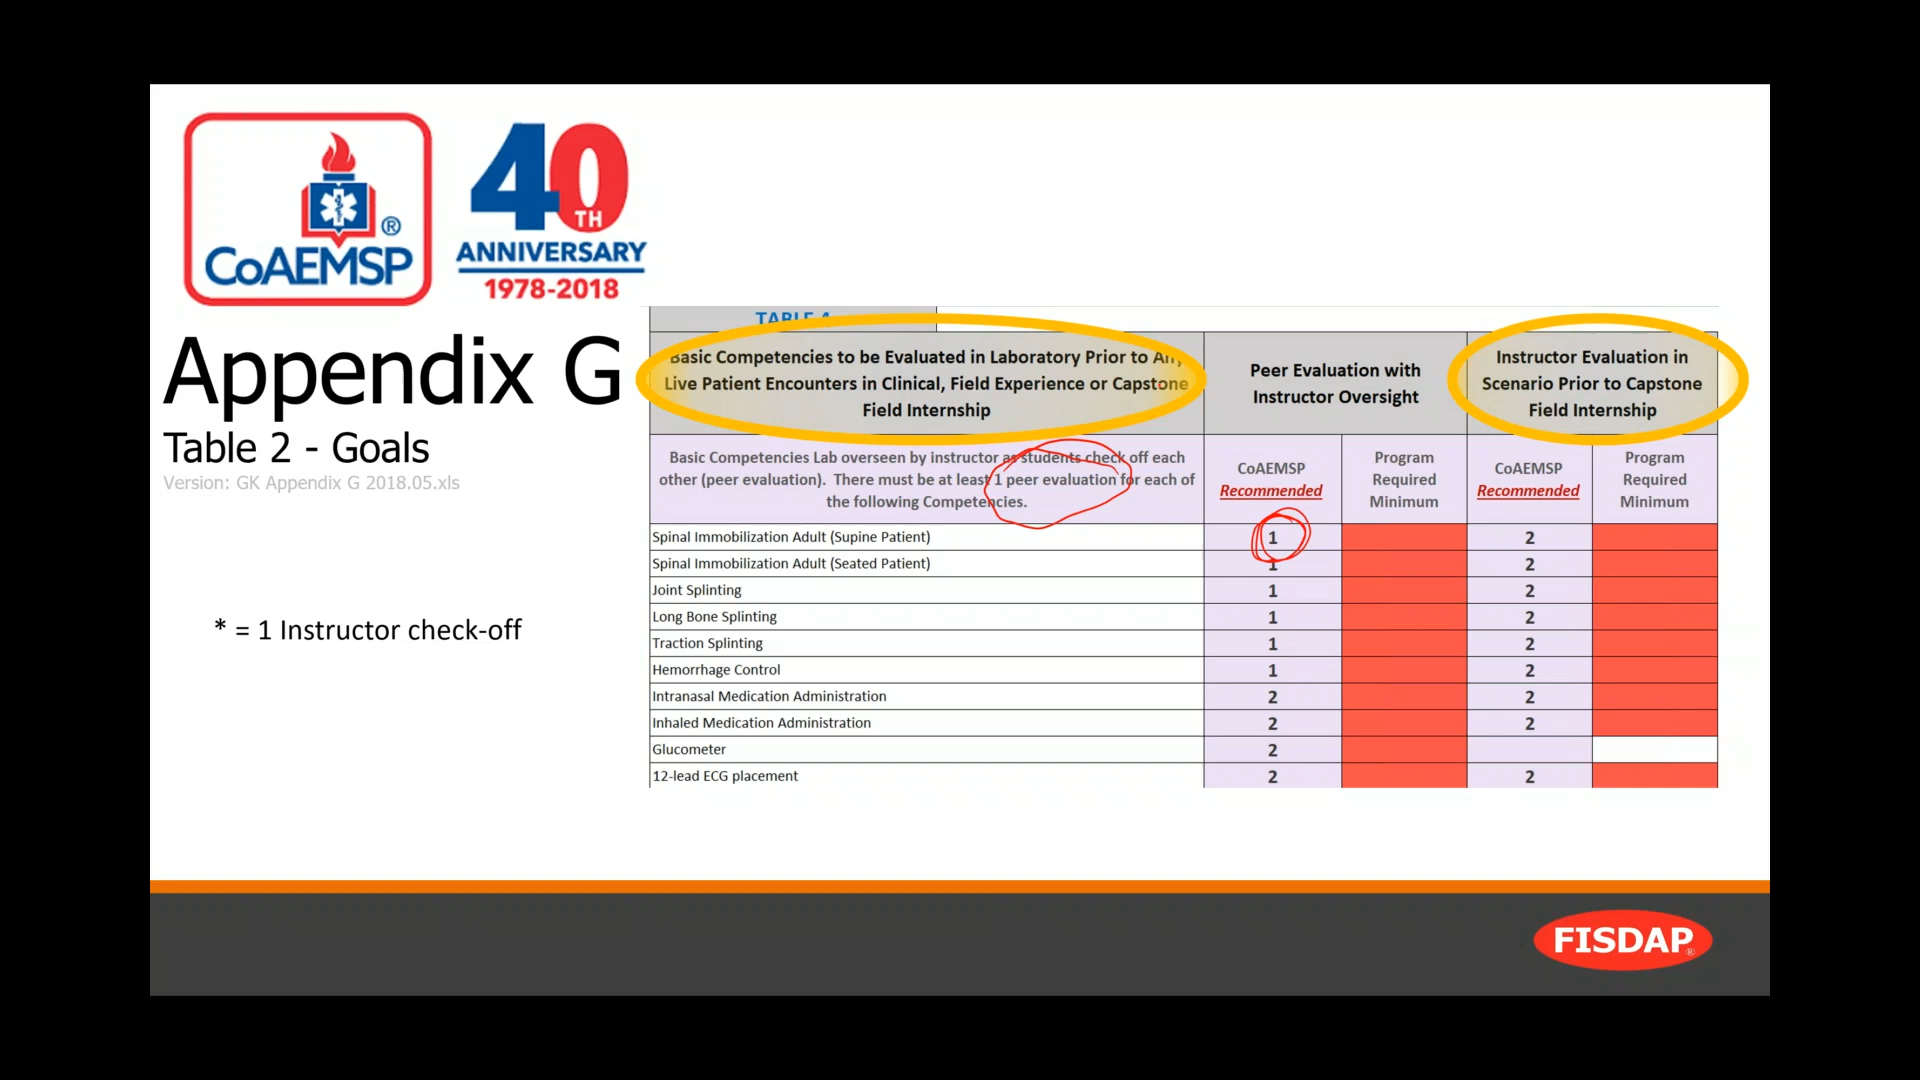 CoAEMSP
®
40
TH
ANNIVERSARY
1978-2018
Appendix G
Table 2 - Goals
Version: GK Appendix G 2018.05.xls
* = 1 Instructor check-off
Basic Competencies to be Evaluated in Laboratory Prior to Any
Live Patient Encounters in Clinical, Field Experience or Capstone
Field Internship
Peer Evaluation with
Instructor Oversight
Instructor Evaluation in
Scenario Prior to Capstone
Field Internship
Basic Competencies Lab overseen by instructor as students check off each
other (peer evaluation). There must be at least 1 peer evaluation for each of
the following Competencies.
CoAEMSP
Recommended
Program
Required
Minimum
CoAEMSP
Recommended
Program
Required
Minimum
Spinal Immobilization Adult (Supine Patient) 1 2
Spinal Immobilization Adult (Seated Patient) 1 2
Joint Splinting 1 2
Long Bone Splinting 1 2
Traction Splinting 1 2
Hemorrhage Control 1 2
Intranasal Medication Administration 2 2
Inhaled Medication Administration 2 2
Glucometer 2
12-lead ECG placement 2 2
FISDAP®